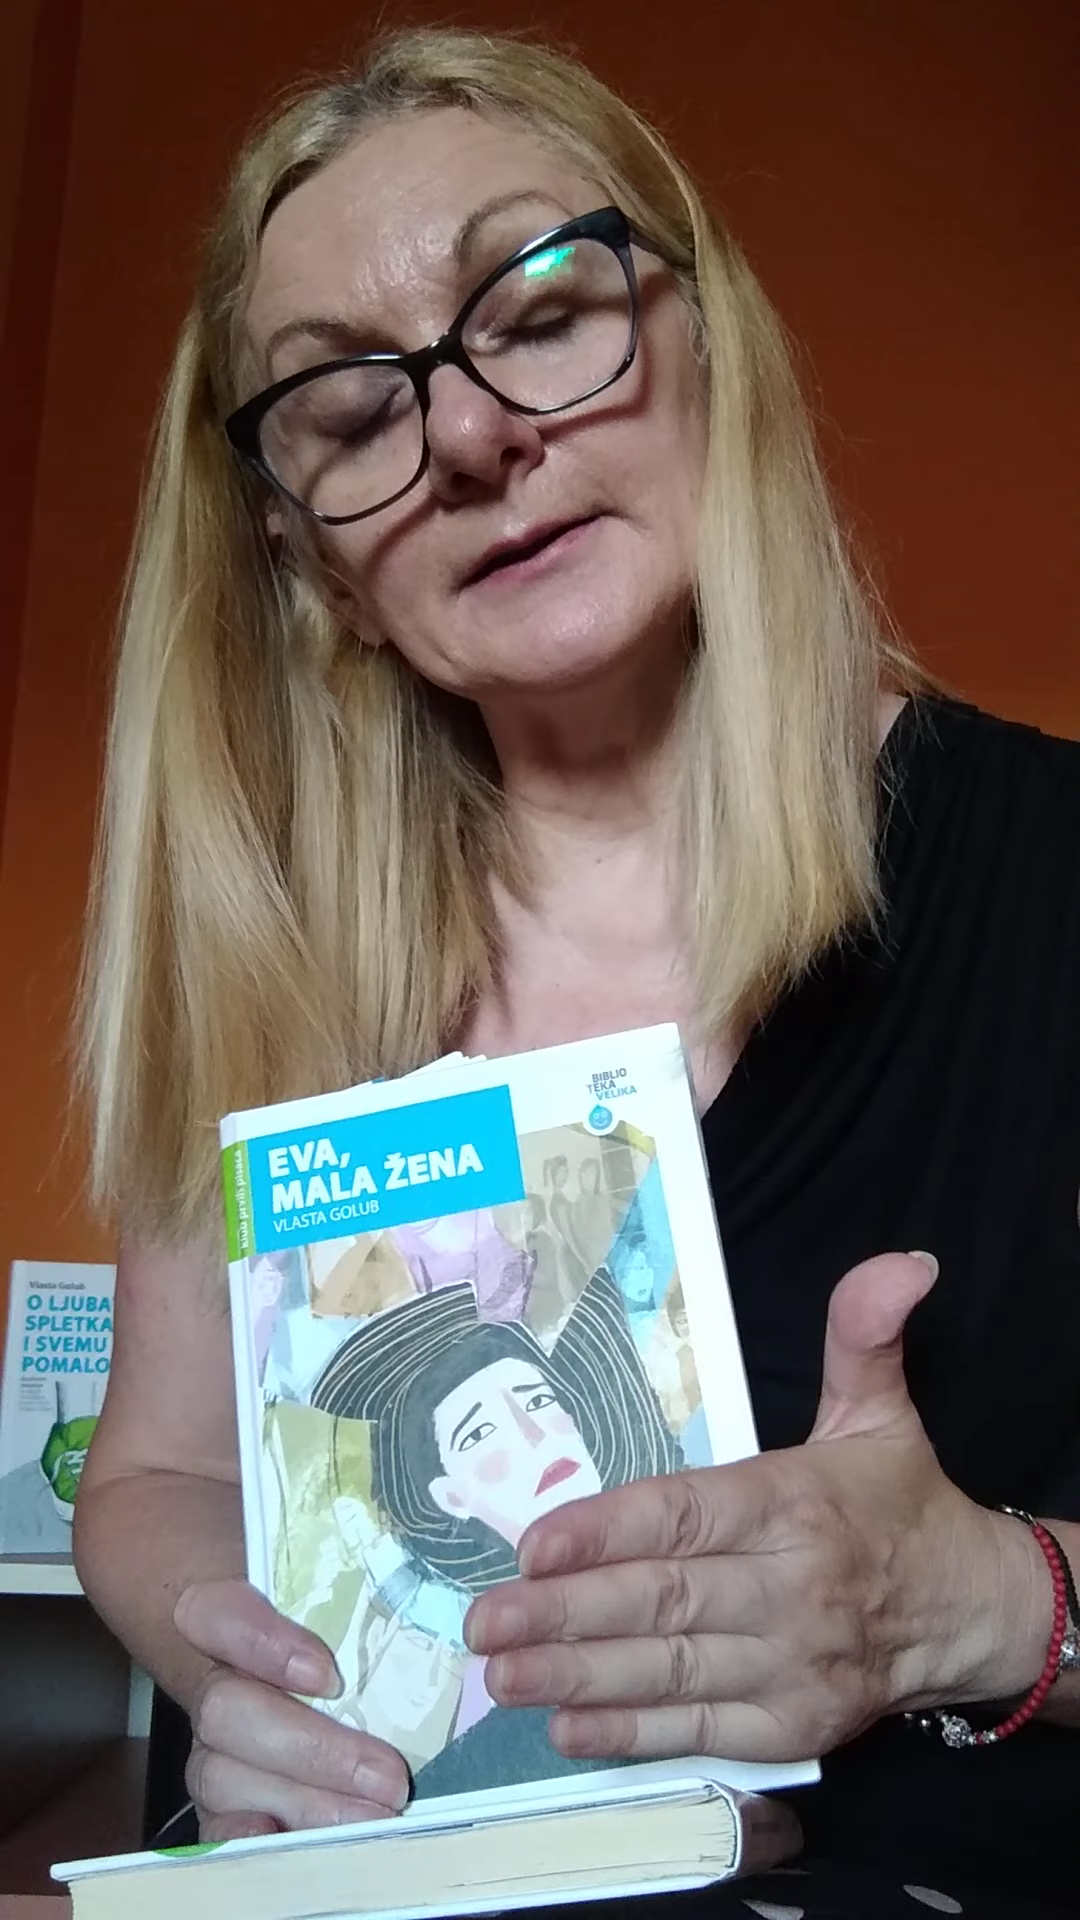 BIBLIO
TEKA
VELIKA
EVA,
MALA ŽENA
VLASTA GOLUB
klub prvih pisaca
Vlasta Golub
O LJUBA
SPLETKA
I SVEMU
POMALO